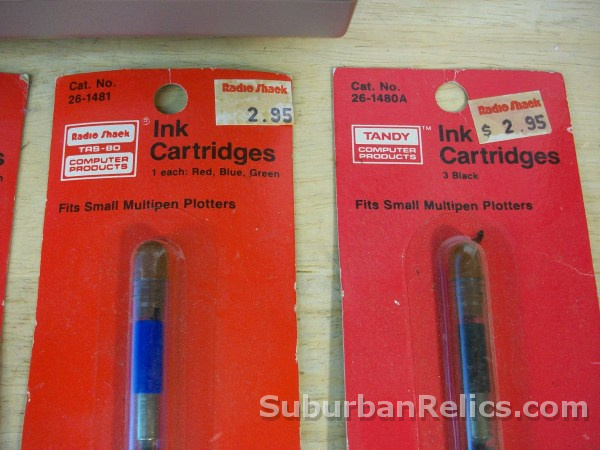 Cat. No.
26-1481
Radio Shack
2.95
Radio Shack
TRS-80
COMPUTER
PRODUCTS
®
Ink
Cartridges
1 each: Red, Blue, Green
Fits Small Multipen Plotters
Cat. No.
26-1480A
Radio Shack
$ 2.95
TANDY
COMPUTER
PRODUCTS
™
Ink
Cartridges
3 Black
Fits Small Multipen Plotters
SuburbanRelics.com